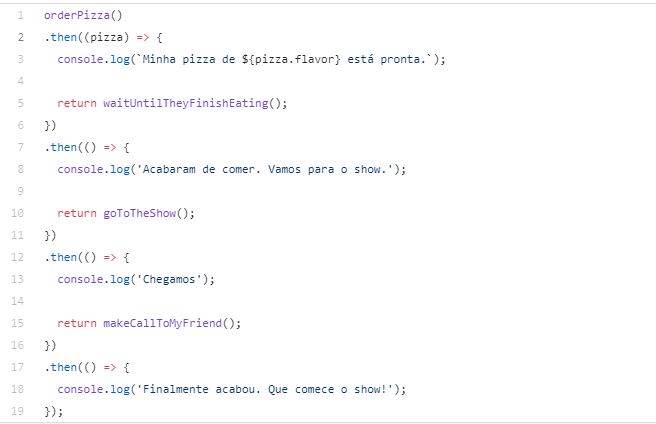 1 orderPizza()
2 .then((pizza) => {
3   console.log(`Minha pizza de ${pizza.flavor} está pronta.`);
4
5   return waitUntilTheyFinishEating();
6 })
7 .then(() => {
8   console.log('Acabaram de comer. Vamos para o show.');
9
10   return goToTheShow();
11 })
12 .then(() => {
13   console.log('Chegamos');
14
15   return makeCallToMyFriend();
16 })
17 .then(() => {
18   console.log('Finalmente acabou. Que comece o show!');
19 });